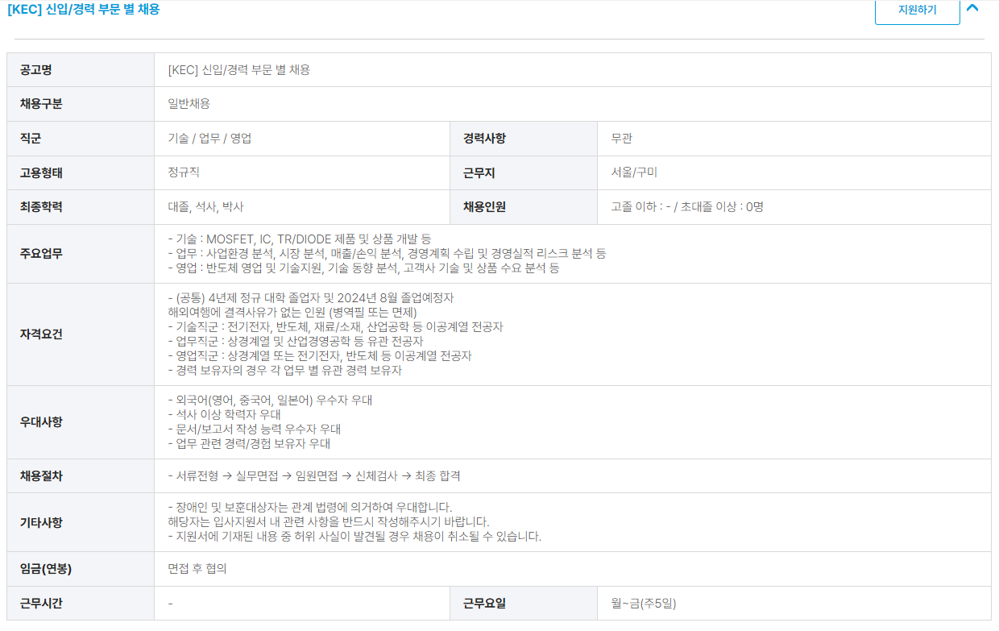 [KEC] 신입/경력 부문 별 채용
지원하기
공고명 [KEC] 신입/경력 부문 별 채용
채용구분 일반채용
직군 기술 / 업무 / 영업 경력사항 무관
고용형태 정규직 근무지 서울/구미
최종학력 대졸, 석사, 박사 채용인원 고졸 이하 : - / 초대졸 이상 : 0명
주요업무
- 기술 : MOSFET, IC, TR/DIODE 제품 및 상품 개발 등
- 업무 : 사업환경 분석, 시장 분석, 매출/손익 분석, 경영계획 수립 및 경영실적 리스크 분석 등
- 영업 : 반도체 영업 및 기술지원, 기술 동향 분석, 고객사 기술 및 상품 수요 분석 등
자격요건
- (공통) 4년제 정규 대학 졸업자 및 2024년 8월 졸업예정자
해외여행에 결격사유가 없는 인원 (병역필 또는 면제)
- 기술직군 : 전기전자, 반도체, 재료/소재, 산업공학 등 이공계열 전공자
- 업무직군 : 상경계열 및 산업경영공학 등 유관 전공자
- 영업직군 : 상경계열 또는 전기전자, 반도체 등 이공계열 전공자
- 경력 보유자의 경우 각 업무 별 유관 경력 보유자
우대사항
- 외국어(영어, 중국어, 일본어) 우수자 우대
- 석사 이상 학력자 우대
- 문서/보고서 작성 능력 우수자 우대
- 업무 관련 경력/경험 보유자 우대
채용절차 - 서류전형 → 실무면접 → 임원면접 → 신체검사 → 최종 합격
기타사항
- 장애인 및 보훈대상자는 관계 법령에 의거하여 우대합니다.
해당자는 입사지원서 내 관련 사항을 반드시 작성해주시기 바랍니다.
- 지원서에 기재된 내용 중 허위 사실이 발견될 경우 채용이 취소될 수 있습니다.
임금(연봉) 면접 후 협의
근무시간 - 근무요일 월~금(주5일)